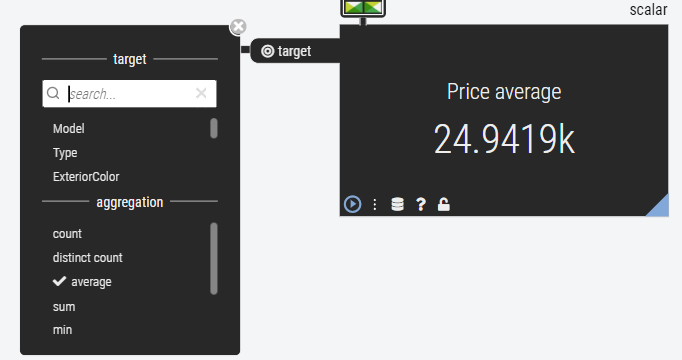 scalar
target
target
search...
Model
Type
ExteriorColor
aggregation
count
distinct count
average
sum
min
Price average
24.9419k
?